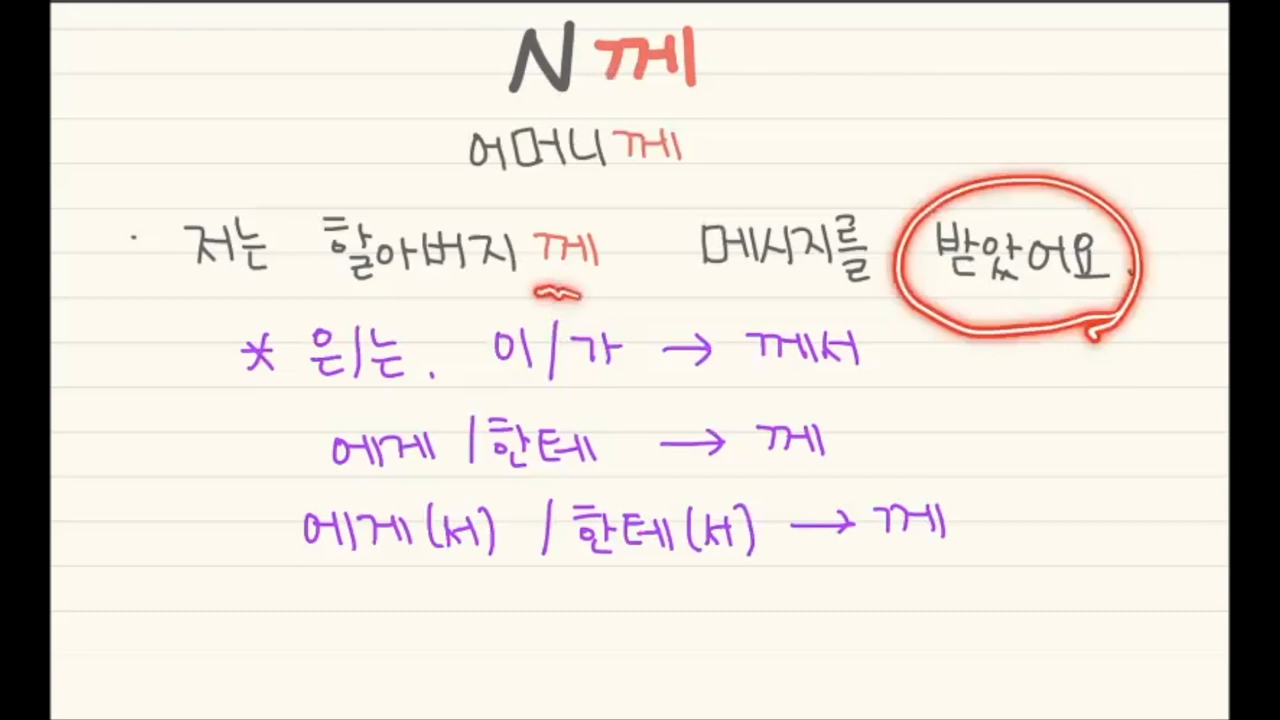 N께
어머니께
· 저는 할아버지께 메시지를 받았어요.
* 은/는. 이/가 → 께서
에게 / 한테 → 께
에게(서) / 한테(서) → 께